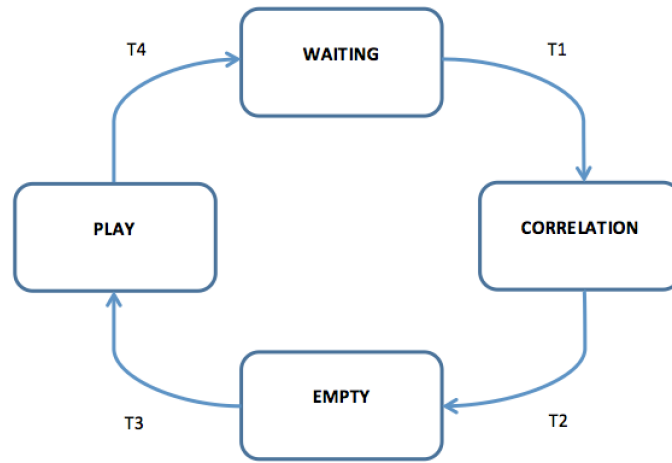 T4
WAITING
T1
PLAY
CORRELATION
T3
EMPTY
T2